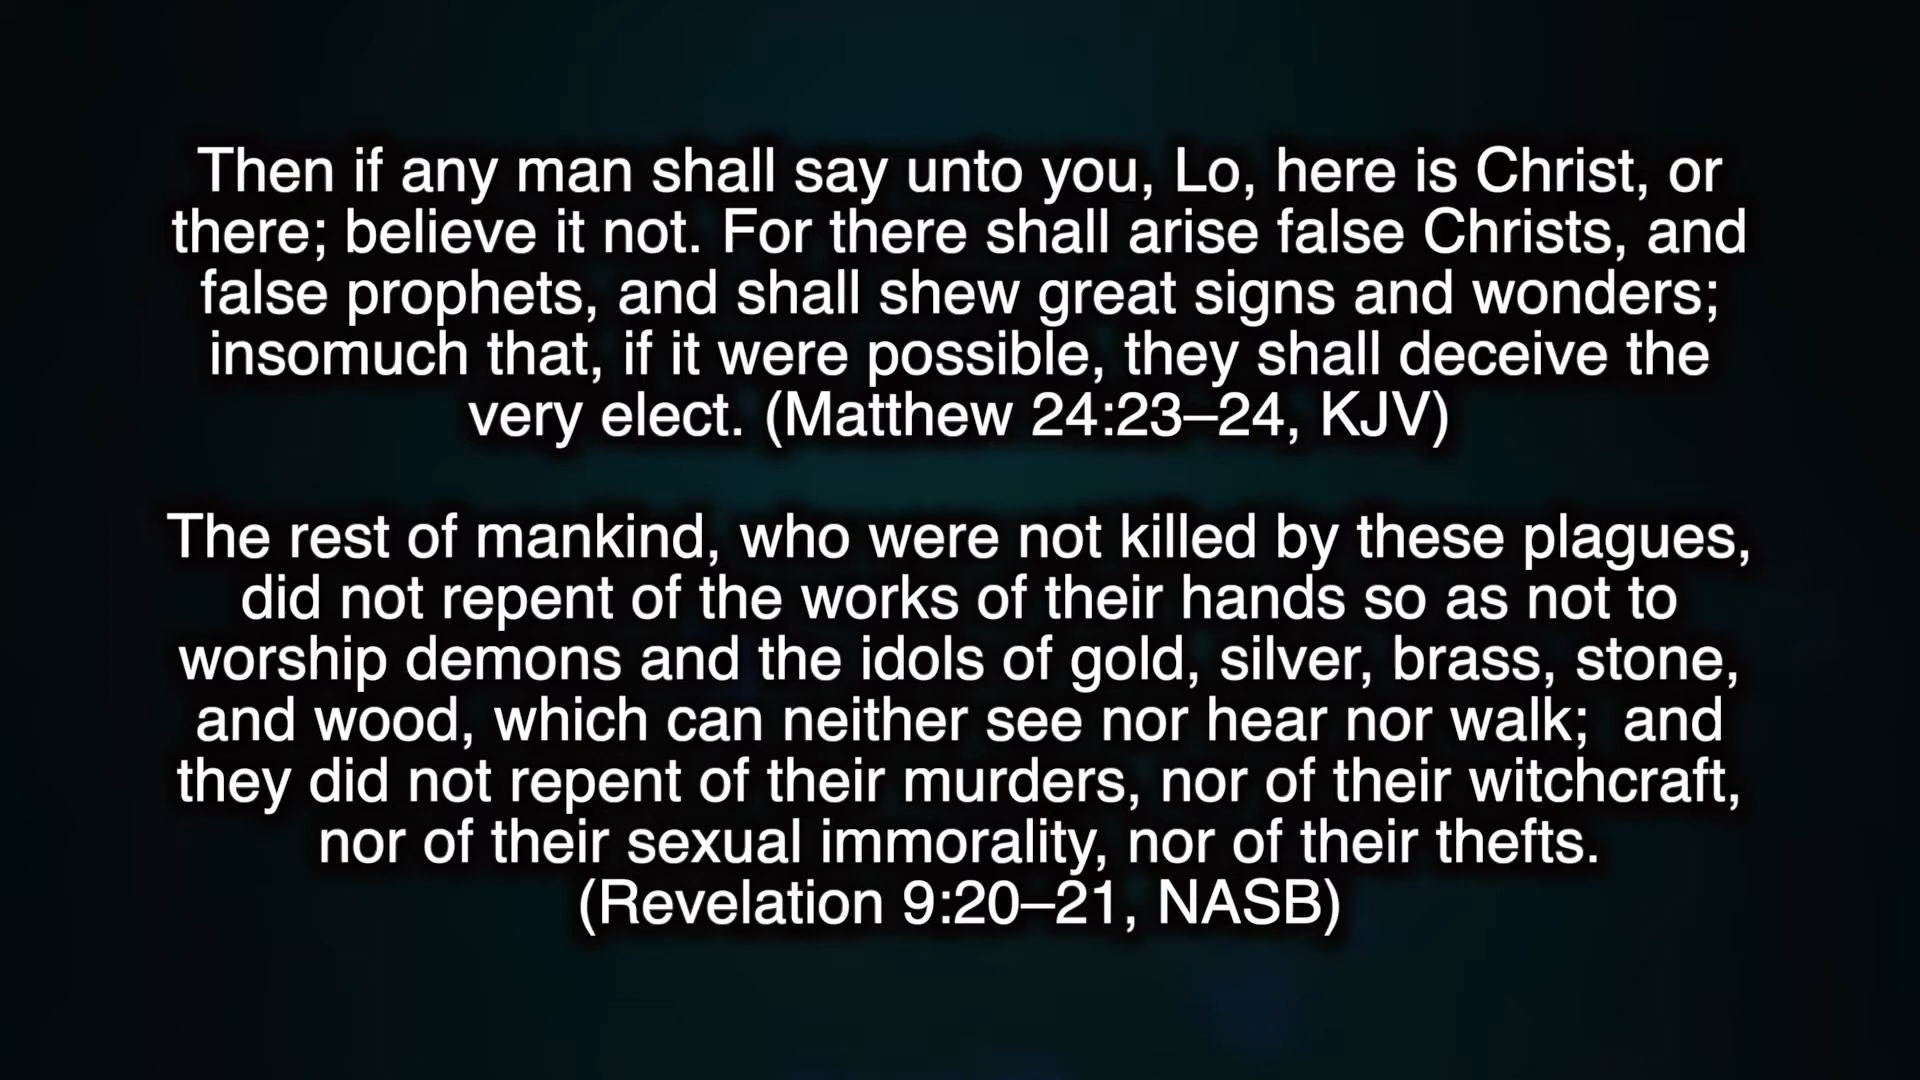 Then if any man shall say unto you, Lo, here is Christ, or
there; believe it not. For there shall arise false Christs, and
false prophets, and shall shew great signs and wonders;
insomuch that, if it were possible, they shall deceive the
very elect. (Matthew 24:23–24, KJV)
The rest of mankind, who were not killed by these plagues,
did not repent of the works of their hands so as not to
worship demons and the idols of gold, silver, brass, stone,
and wood, which can neither see nor hear nor walk;  and
they did not repent of their murders, nor of their witchcraft,
nor of their sexual immorality, nor of their thefts.
(Revelation 9:20–21, NASB)